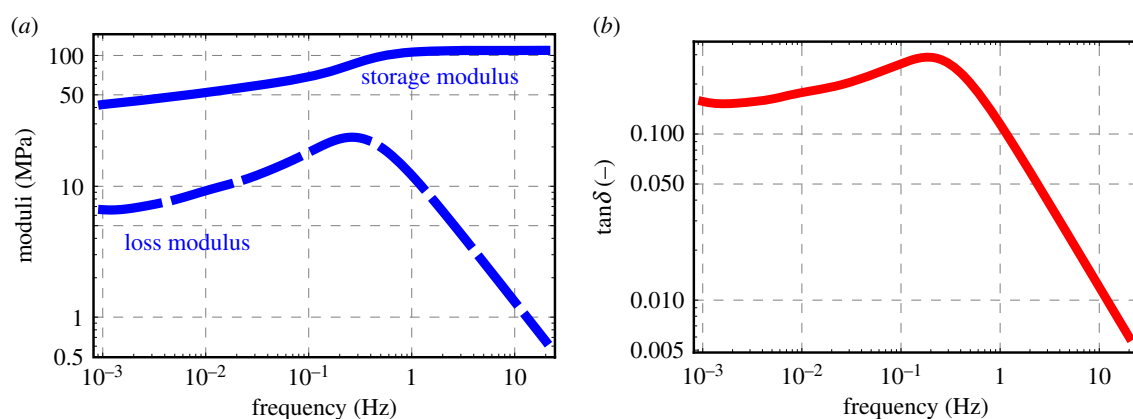 (a)
100
50
10
1
0.5
moduli (MPa)
storage modulus
loss modulus
10⁻³
10⁻²
10⁻¹
1
10
frequency (Hz)
(b)
0.100
0.050
0.010
0.005
tanδ (–)
10⁻³
10⁻²
10⁻¹
1
10
frequency (Hz)